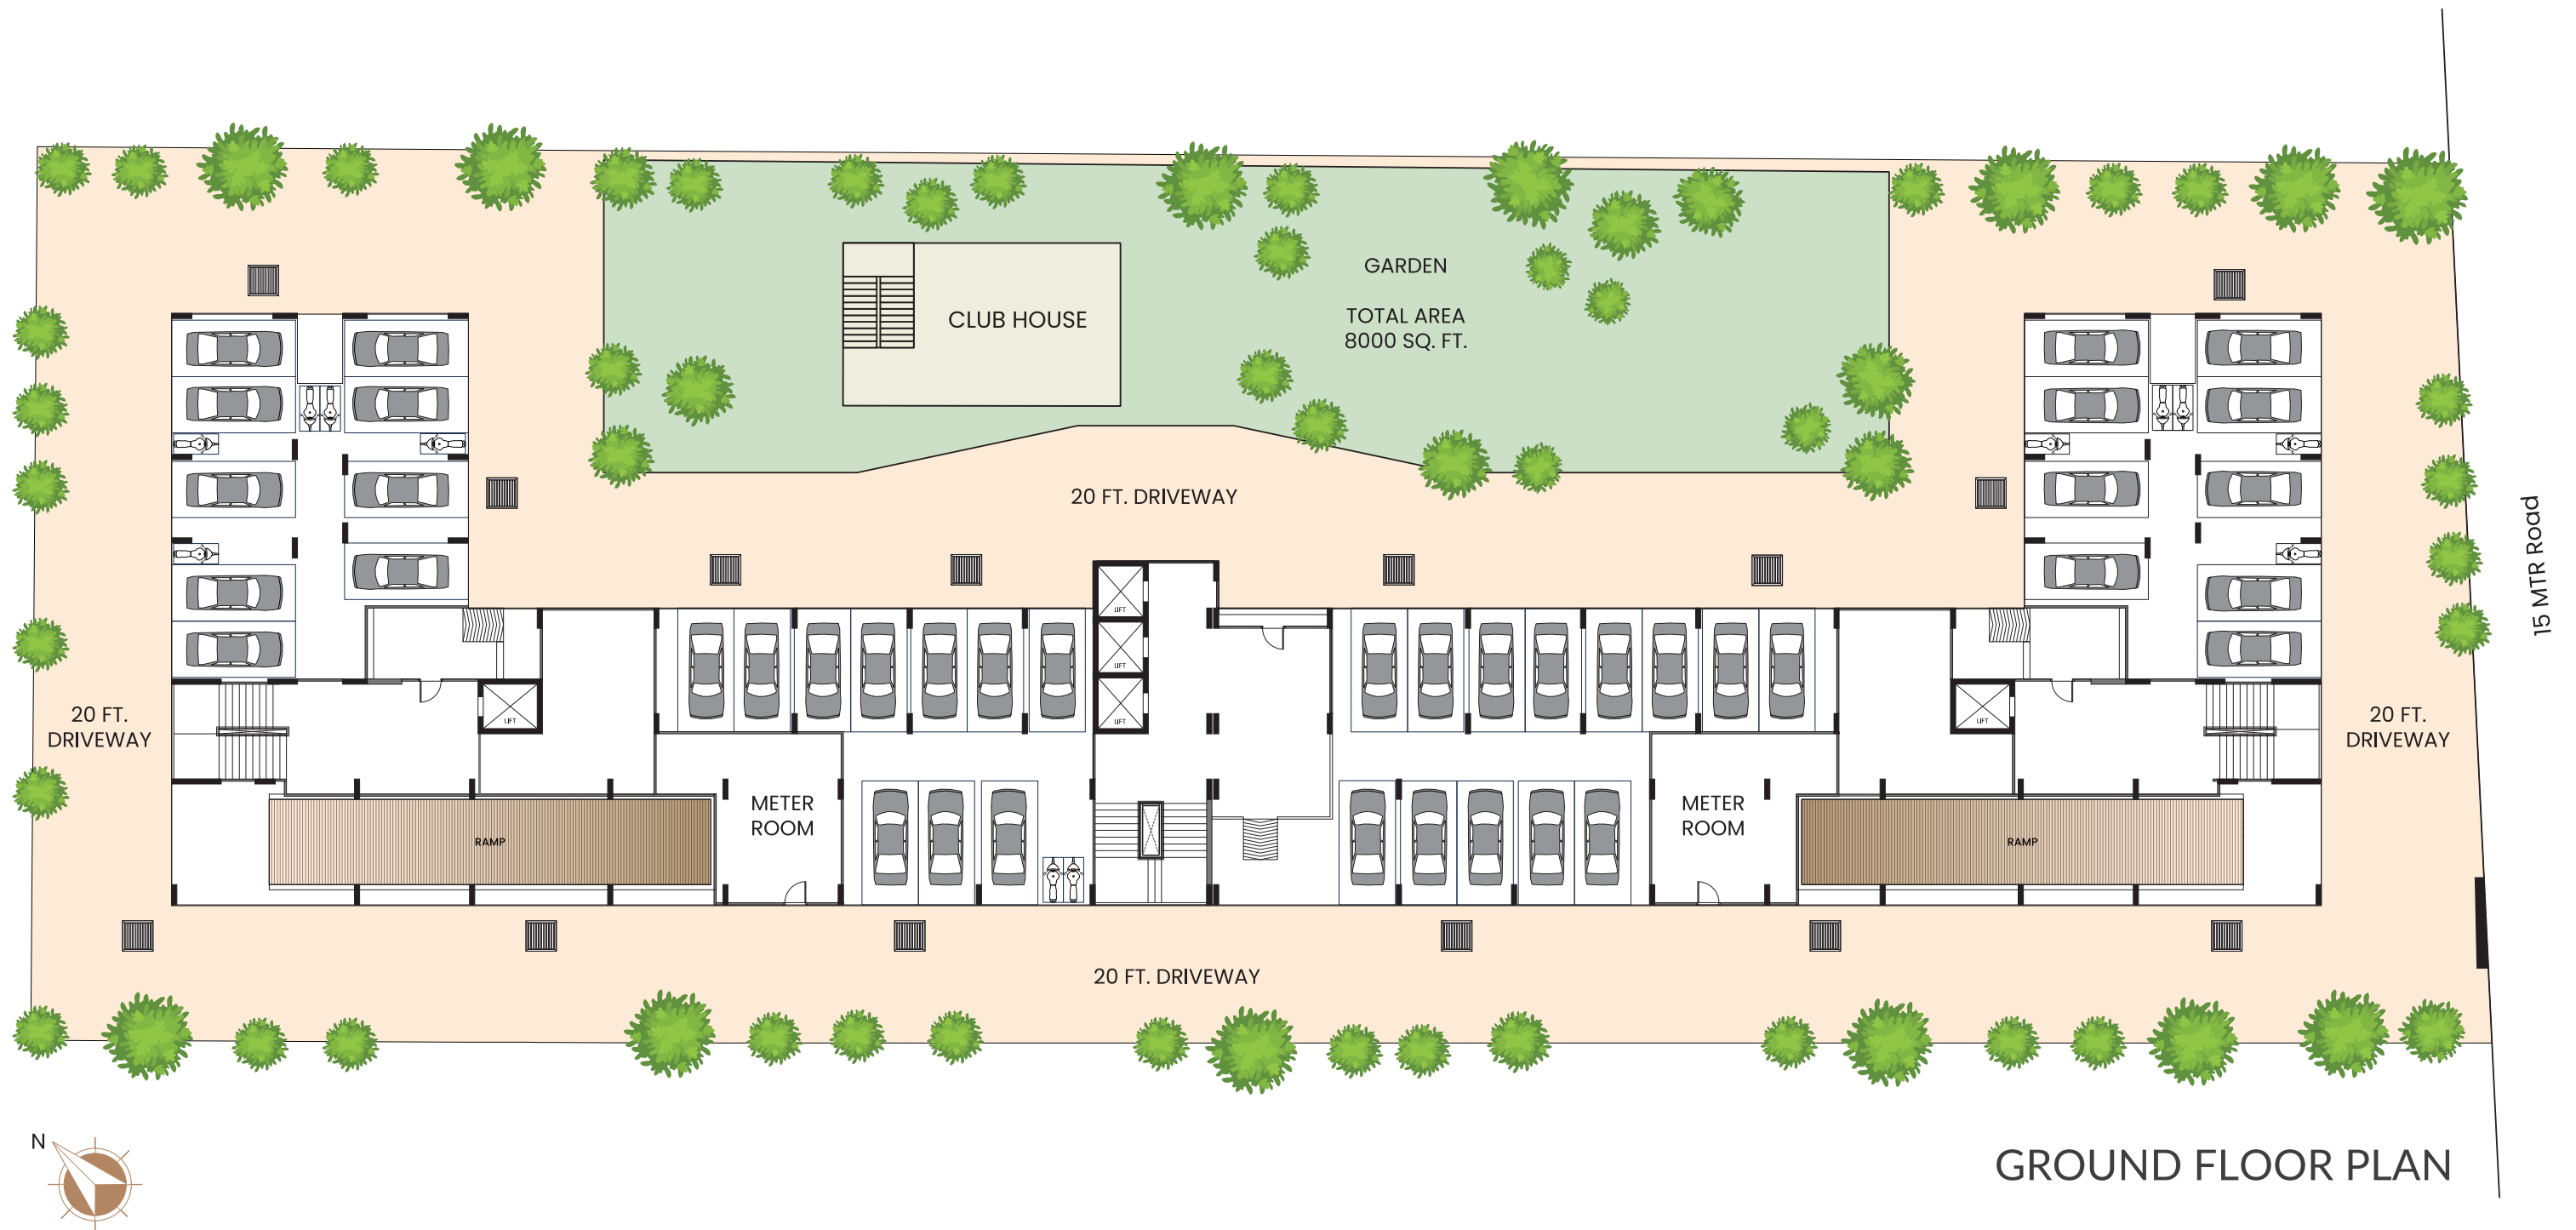 GARDEN
TOTAL AREA
8000 SQ. FT.
CLUB HOUSE
20 FT. DRIVEWAY
15 MTR Road
LIFT
LIFT
LIFT
LIFT
LIFT
20 FT.
DRIVEWAY
20 FT.
DRIVEWAY
METER
ROOM
METER
ROOM
RAMP
RAMP
20 FT. DRIVEWAY
N
GROUND FLOOR PLAN